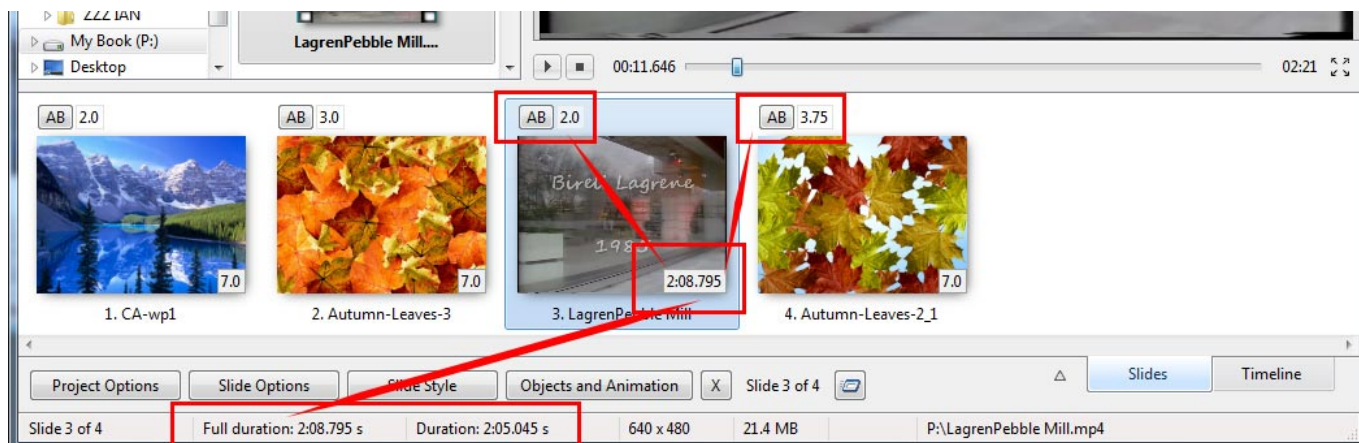 ZZZ IAN
My Book (P:)
Desktop
LagrenPebble Mill....
00:11.646
02:21
AB 2.0
AB 3.0
AB 2.0
AB 3.75
Bireli Lagrene
1983
7.0
7.0
2:08.795
7.0
1. CA-wp1
2. Autumn-Leaves-3
3. LagrenPebble Mill
4. Autumn-Leaves-2_1
Project Options
Slide Options
Slide Style
Objects and Animation
X
Slide 3 of 4
Slides
Timeline
Slide 3 of 4
Full duration: 2:08.795 s
Duration: 2:05.045 s
640 x 480
21.4 MB
P:\LagrenPebble Mill.mp4